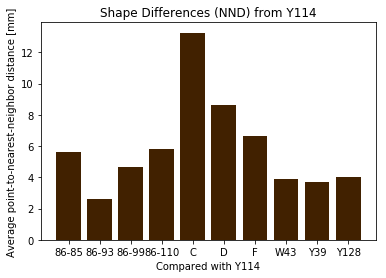 Shape Differences (NND) from Y114
Average point-to-nearest-neighbor distance [mm]
12
10
8
6
4
2
0
86-85 86-93 86-99 86-110 C D F W43 Y39 Y128
Compared with Y114